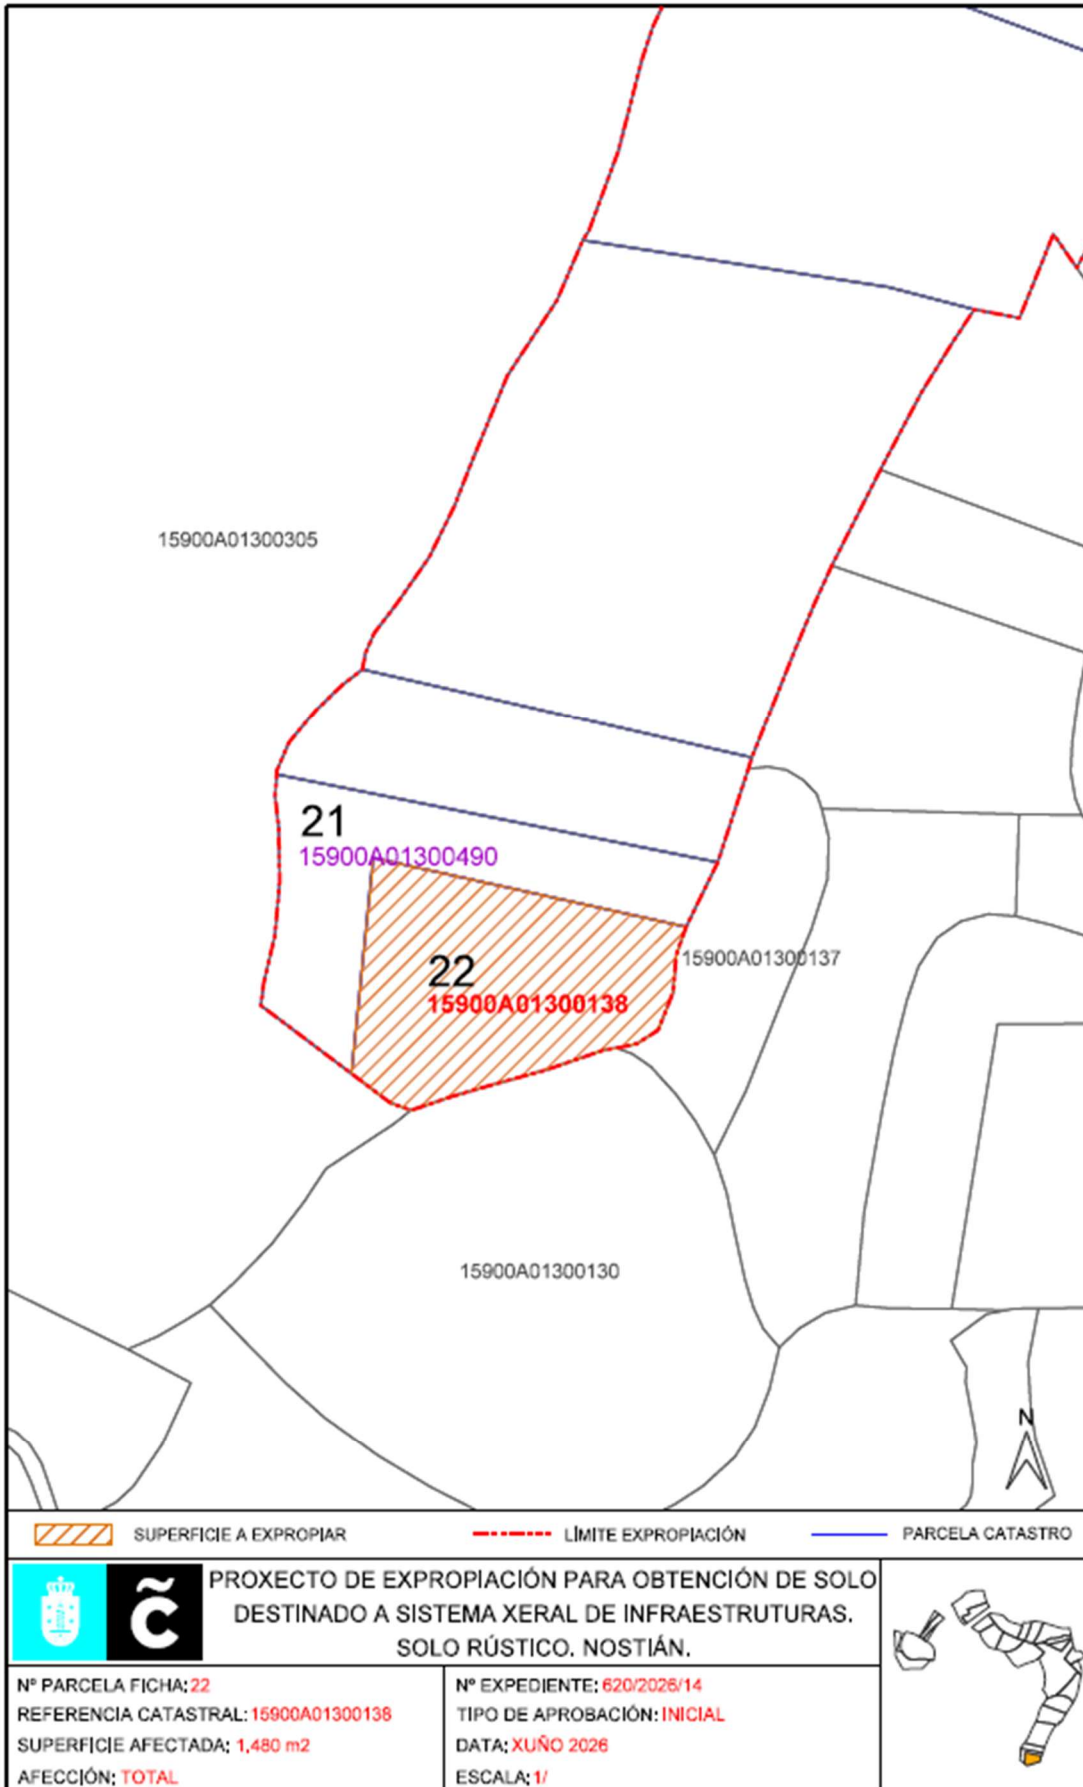 15900A01300305
21
15900A01300490
22
15900A01300138
15900A01300137
15900A01300130
N
SUPERFICIE A EXPROPIAR
LÍMITE EXPROPIACIÓN
PARCELA CATASTRO
c̃
PROXECTO DE EXPROPIACIÓN PARA OBTENCIÓN DE SOLO
DESTINADO A SISTEMA XERAL DE INFRAESTRUTURAS.
SOLO RÚSTICO. NOSTIÁN.
Nº PARCELA FICHA: 22
REFERENCIA CATASTRAL: 15900A01300138
SUPERFICIE AFECTADA: 1,480 m2
AFECCIÓN: TOTAL
Nº EXPEDIENTE: 620/2026/14
TIPO DE APROBACIÓN: INICIAL
DATA: XUÑO 2026
ESCALA: 1/